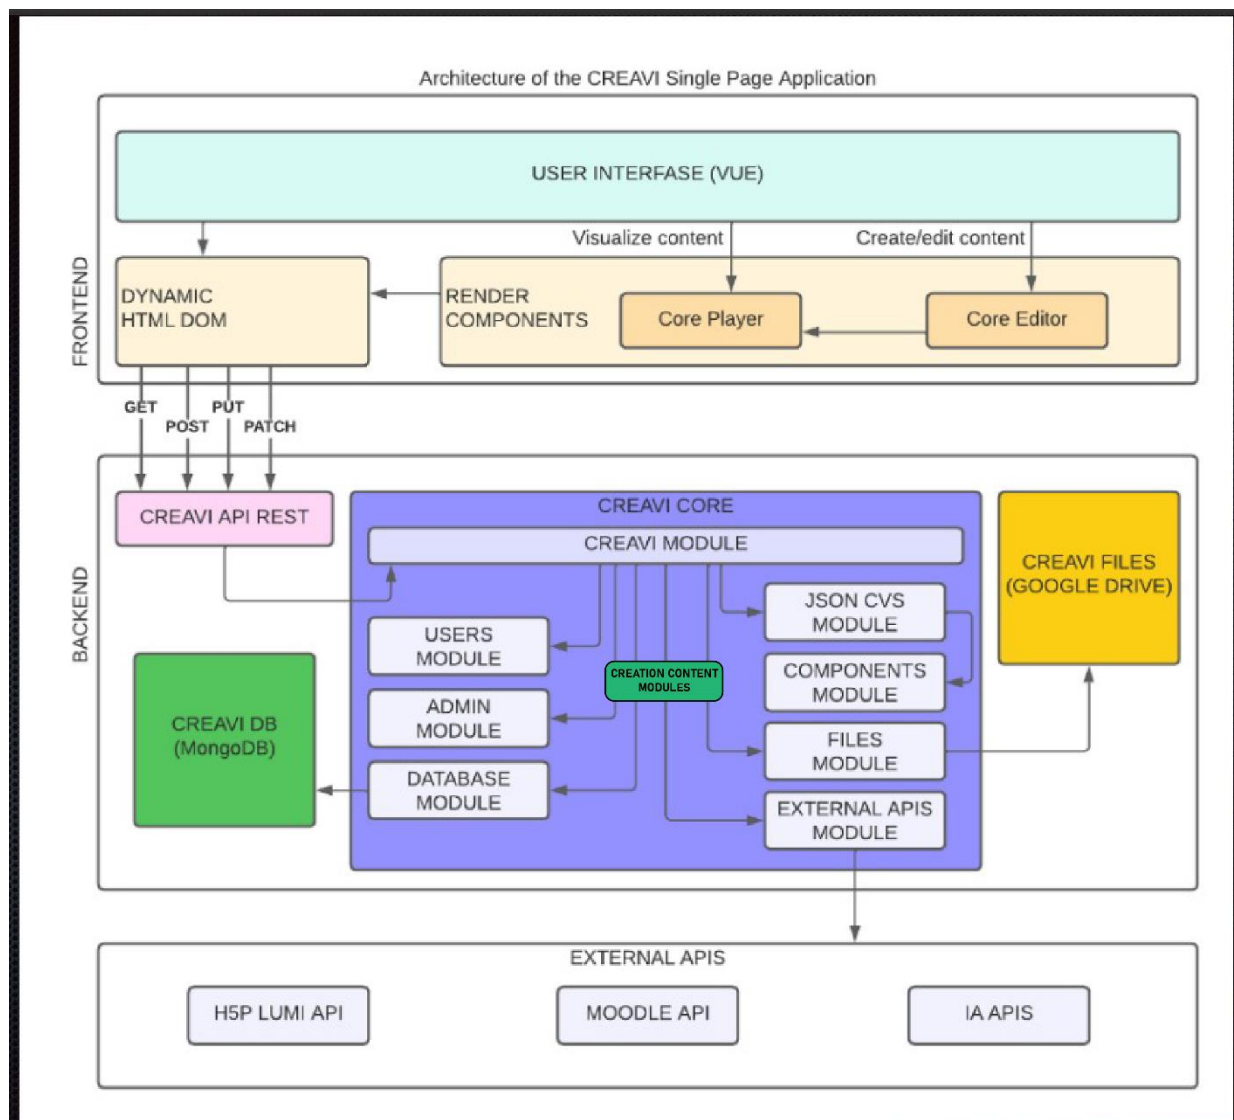 Architecture of the CREAVI Single Page Application
USER INTERFASE (VUE)
Visualize content
Create/edit content
FRONTEND
DYNAMIC
HTML DOM
RENDER
COMPONENTS
Core Player
Core Editor
GET
POST
PUT
PATCH
BACKEND
CREAVI API REST
CREAVI CORE
CREAVI MODULE
CREAVI FILES
(GOOGLE DRIVE)
JSON CVS
MODULE
USERS
MODULE
CREATION CONTENT
MODULES
COMPONENTS
MODULE
ADMIN
MODULE
CREAVI DB
(MongoDB)
FILES
MODULE
DATABASE
MODULE
EXTERNAL APIS
MODULE
EXTERNAL APIS
H5P LUMI API
MOODLE API
IA APIS